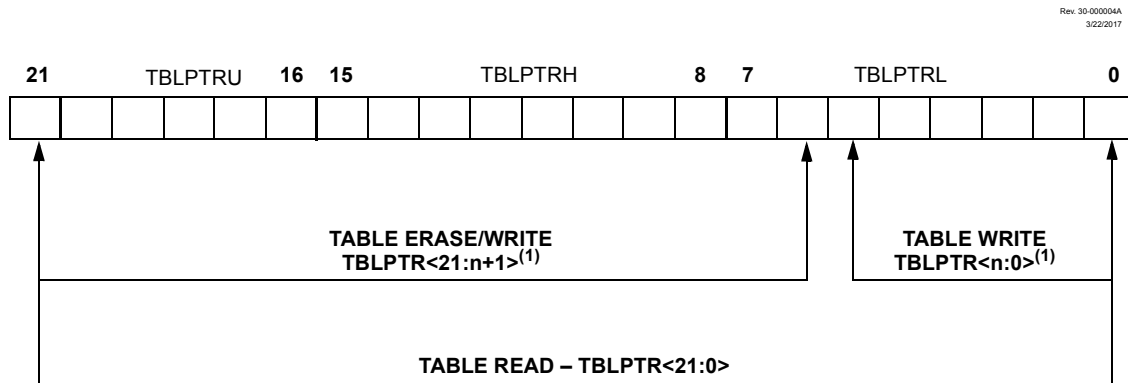 Rev. 30-000004A
3/22/2017
21 TBLPTRU 16 15 TBLPTRH 8 7 TBLPTRL 0
TABLE ERASE/WRITE TABLE WRITE
TBLPTR<21:n+1>(1) TBLPTR<n:0>(1)
TABLE READ – TBLPTR<21:0>